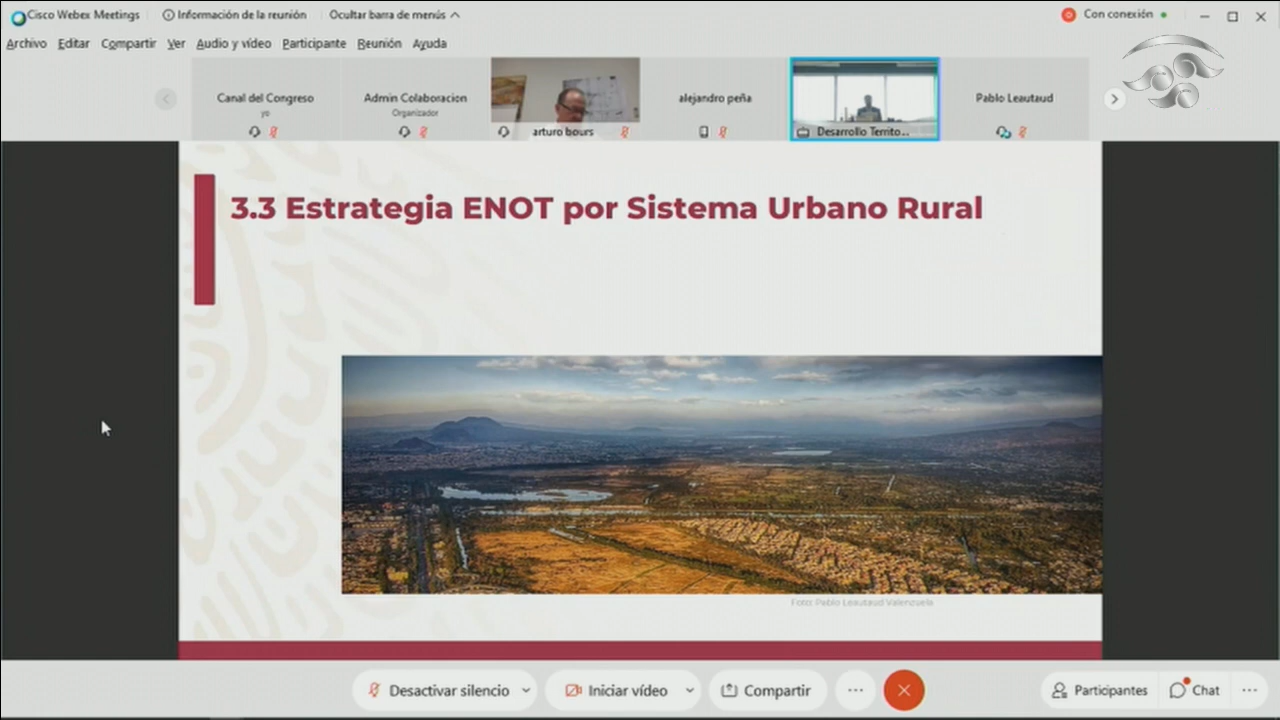 Cisco Webex Meetings
Información de la reunión
Ocultar barra de menús
Con conexión
Archivo Editar Compartir Ver Audio y vídeo Participante Reunión Ayuda
Canal del Congreso
yo
Admin Colaboracion
Organizador
arturo bours
alejandro peña
Desarrollo Territo...
Pablo Leautaud
3.3 Estrategia ENOT por Sistema Urbano Rural
Foto: Pablo Leautaud Valenzuela
Desactivar silencio
Iniciar vídeo
Compartir
Participantes
Chat